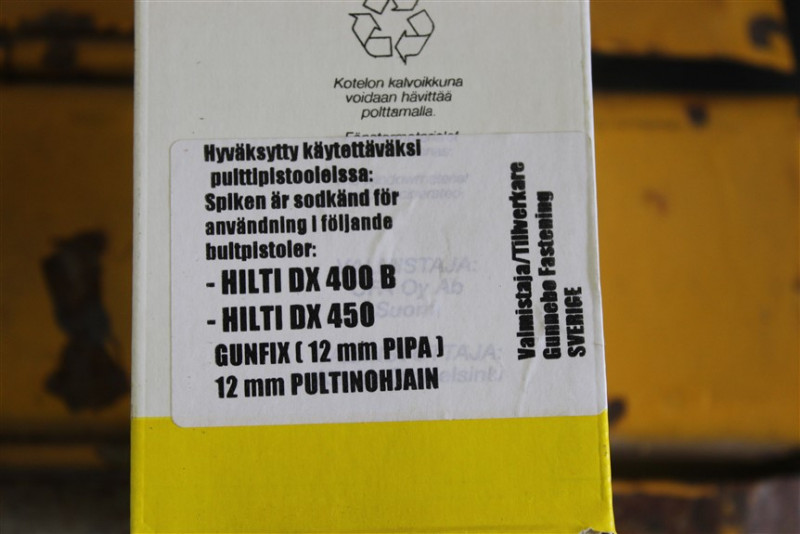 Kotelon kalvoikkuna
voidaan hävittää
polttamalla.
Hyväksytty käytettäväksi
pulttipistooleissa:
Spiken är sodkänd för
användning i följande
bultpistoler:
- HILTI DX 400 B
- HILTI DX 450
GUNFIX ( 12 mm PIPA )
12 mm PULTINOHJAIN
Valmistaja/Tillverkare
Gunnebo Fastening
SVERIGE